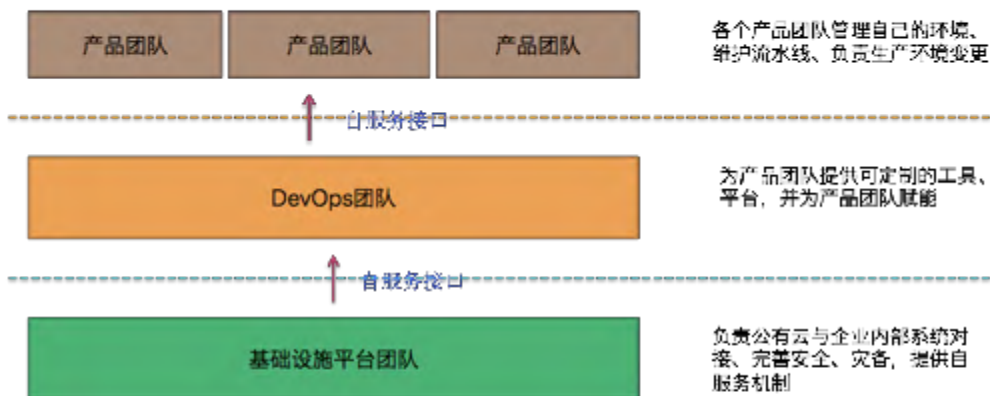 产品团队
产品团队
产品团队
各个产品团队管理自己的环境、
维护流水线、负责生产环境变更
自服务接口
DevOps团队
为产品团队提供可定制的工具、
平台，并为产品团队赋能
自服务接口
基础设施平台团队
负责公有云与企业内部系统对
接、完善安全、灾备，提供自
服务机制